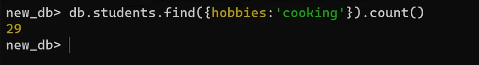 new_db> db.students.find({hobbies:'cooking'}).count()
29
new_db>